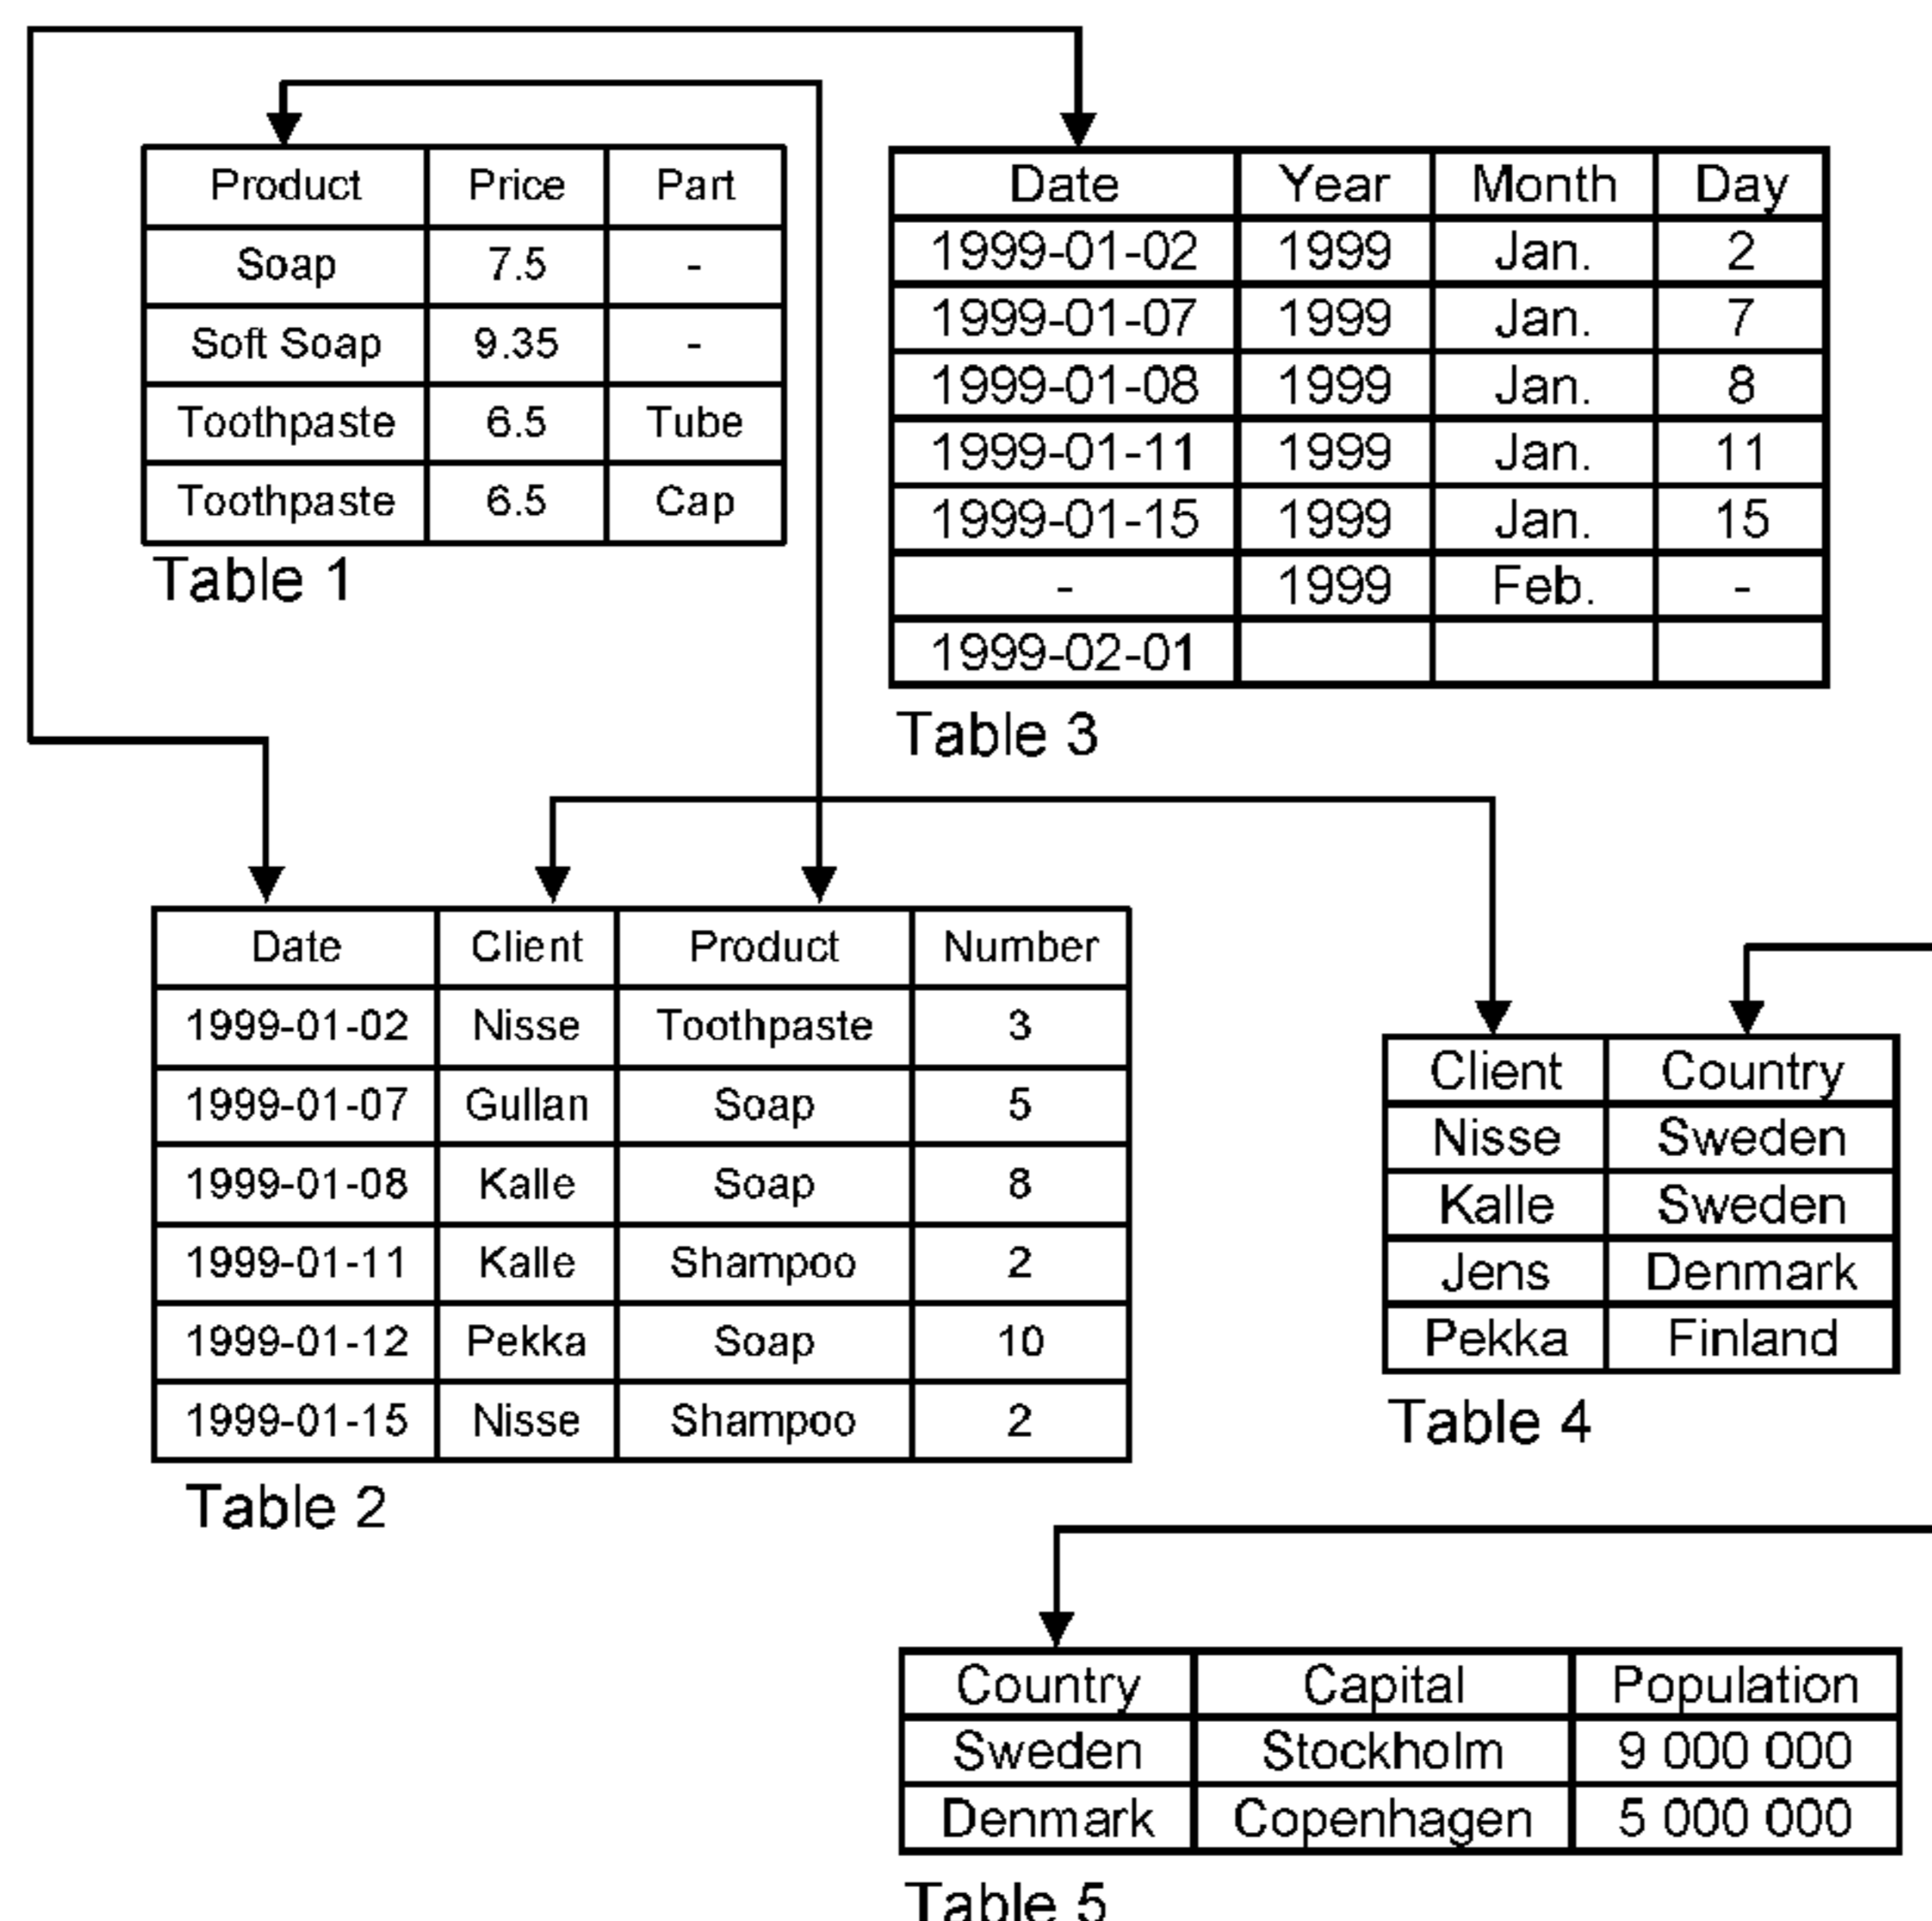 Product Price Part
Soap 7.5 -
Soft Soap 9.35 -
Toothpaste 6.5 Tube
Toothpaste 6.5 Cap
Table 1
Date Year Month Day
1999-01-02 1999 Jan. 2
1999-01-07 1999 Jan. 7
1999-01-08 1999 Jan. 8
1999-01-11 1999 Jan. 11
1999-01-15 1999 Jan. 15
- 1999 Feb. -
1999-02-01
Table 3
Date Client Product Number
1999-01-02 Nisse Toothpaste 3
1999-01-07 Gullan Soap 5
1999-01-08 Kalle Soap 8
1999-01-11 Kalle Shampoo 2
1999-01-12 Pekka Soap 10
1999-01-15 Nisse Shampoo 2
Table 2
Client Country
Nisse Sweden
Kalle Sweden
Jens Denmark
Pekka Finland
Table 4
Country Capital Population
Sweden Stockholm 9 000 000
Denmark Copenhagen 5 000 000
Table 5